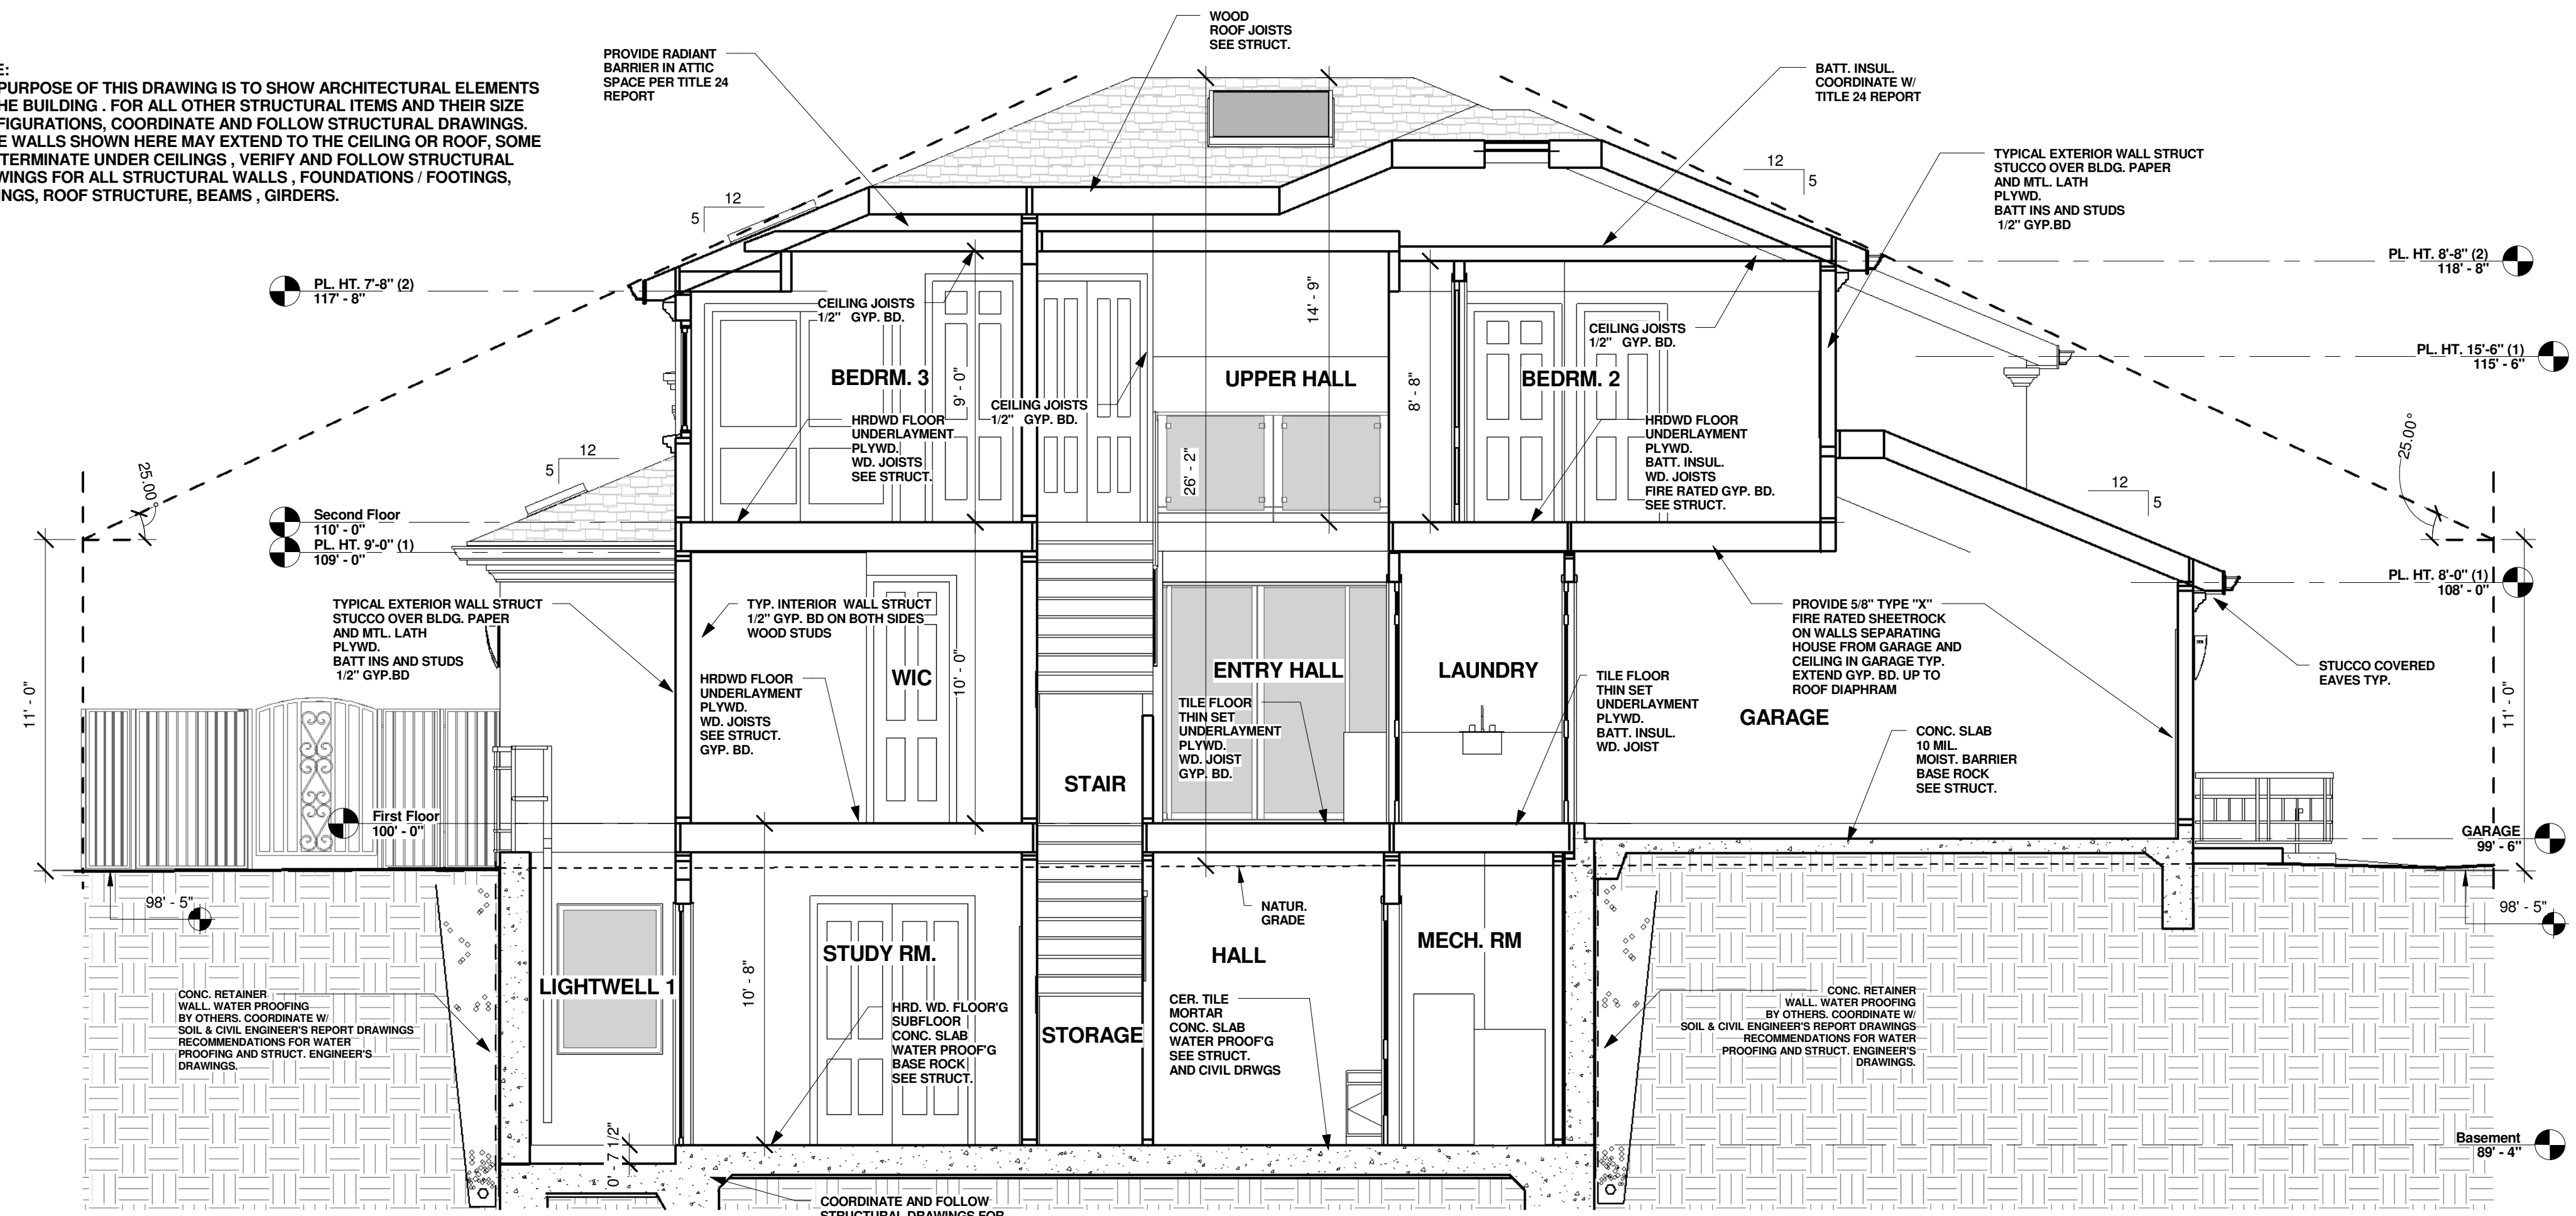 E:
PURPOSE OF THIS DRAWING IS TO SHOW ARCHITECTURAL ELEMENTS
HE BUILDING . FOR ALL OTHER STRUCTURAL ITEMS AND THEIR SIZE
FIGURATIONS, COORDINATE AND FOLLOW STRUCTURAL DRAWINGS.
E WALLS SHOWN HERE MAY EXTEND TO THE CEILING OR ROOF, SOME
TERMINATE UNDER CEILINGS , VERIFY AND FOLLOW STRUCTURAL
WINGS FOR ALL STRUCTURAL WALLS , FOUNDATIONS / FOOTINGS,
INGS, ROOF STRUCTURE, BEAMS , GIRDERS.
PROVIDE RADIANT
BARRIER IN ATTIC
SPACE PER TITLE 24
REPORT
WOOD
ROOF JOISTS
SEE STRUCT.
BATT. INSUL.
COORDINATE W/
TITLE 24 REPORT
TYPICAL EXTERIOR WALL STRUCT
STUCCO OVER BLDG. PAPER
AND MTL. LATH
PLYWD.
BATT INS AND STUDS
1/2" GYP.BD
12
5
12
5
PL. HT. 7'-8" (2)
117' - 8"
PL. HT. 8'-8" (2)
118' - 8"
PL. HT. 15'-6" (1)
115' - 6"
CEILING JOISTS
1/2" GYP. BD.
14' - 9"
CEILING JOISTS
1/2" GYP. BD.
BEDRM. 3
9' - 0"
UPPER HALL
8' - 8"
BEDRM. 2
CEILING JOISTS
1/2" GYP. BD.
HRDWD FLOOR
UNDERLAYMENT
PLYWD.
WD. JOISTS
SEE STRUCT.
26' - 2"
HRDWD FLOOR
UNDERLAYMENT
PLYWD.
BATT. INSUL.
WD. JOISTS
FIRE RATED GYP. BD.
SEE STRUCT.
25.00°
12
5
25.00°
12
5
Second Floor
110' - 0"
PL. HT. 9'-0" (1)
109' - 0"
PL. HT. 8'-0" (1)
108' - 0"
TYPICAL EXTERIOR WALL STRUCT
STUCCO OVER BLDG. PAPER
AND MTL. LATH
PLYWD.
BATT INS AND STUDS
1/2" GYP.BD
TYP. INTERIOR WALL STRUCT
1/2" GYP. BD ON BOTH SIDES
WOOD STUDS
PROVIDE 5/8" TYPE "X"
FIRE RATED SHEETROCK
ON WALLS SEPARATING
HOUSE FROM GARAGE AND
CEILING IN GARAGE TYP.
EXTEND GYP. BD. UP TO
ROOF DIAPHRAM
STUCCO COVERED
EAVES TYP.
11' - 0"
HRDWD FLOOR
UNDERLAYMENT
PLYWD.
WD. JOISTS
SEE STRUCT.
GYP. BD.
WIC
10' - 0"
ENTRY HALL
LAUNDRY
TILE FLOOR
THIN SET
UNDERLAYMENT
PLYWD.
WD. JOIST
GYP. BD.
TILE FLOOR
THIN SET
UNDERLAYMENT
PLYWD.
BATT. INSUL.
WD. JOIST
GARAGE
CONC. SLAB
10 MIL.
MOIST. BARRIER
BASE ROCK
SEE STRUCT.
11' - 0"
STAIR
First Floor
100' - 0"
GARAGE
99' - 6"
98' - 5"
NATUR.
GRADE
98' - 5"
LIGHTWELL 1
10' - 8"
STUDY RM.
HALL
MECH. RM
CONC. RETAINER
WALL. WATER PROOFING
BY OTHERS. COORDINATE W/
SOIL & CIVIL ENGINEER'S REPORT DRAWINGS
RECOMMENDATIONS FOR WATER
PROOFING AND STRUCT. ENGINEER'S
DRAWINGS.
HRD. WD. FLOOR'G
SUBFLOOR
CONC. SLAB
WATER PROOF'G
BASE ROCK
SEE STRUCT.
STORAGE
CER. TILE
MORTAR
CONC. SLAB
WATER PROOF'G
SEE STRUCT.
AND CIVIL DRWGS
CONC. RETAINER
WALL. WATER PROOFING
BY OTHERS. COORDINATE W/
SOIL & CIVIL ENGINEER'S REPORT DRAWINGS
RECOMMENDATIONS FOR WATER
PROOFING AND STRUCT. ENGINEER'S
DRAWINGS.
0' - 7 1/2"
Basement
89' - 4"
COORDINATE AND FOLLOW
STRUCTURAL DRAWINGS FOR